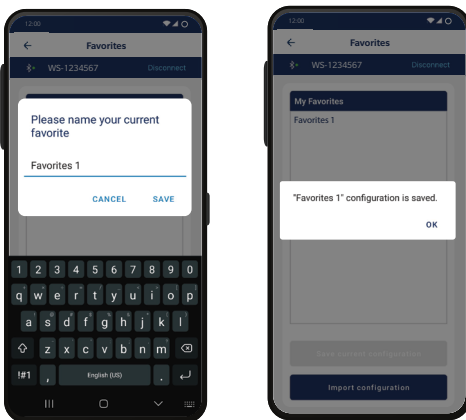 12:00
Favorites
WS-1234567
Disconnect
Please name your current
favorite
Favorites 1
CANCEL
SAVE
1 2 3 4 5 6 7 8 9 0
q w e r t y u i o p
a s d f g h j k l
z x c v b n m
!#1 , English (US) .
12:00
Favorites
WS-1234567
Disconnect
My Favorites
Favorites 1
"Favorites 1" configuration is saved.
OK
Save current configuration
Import configuration